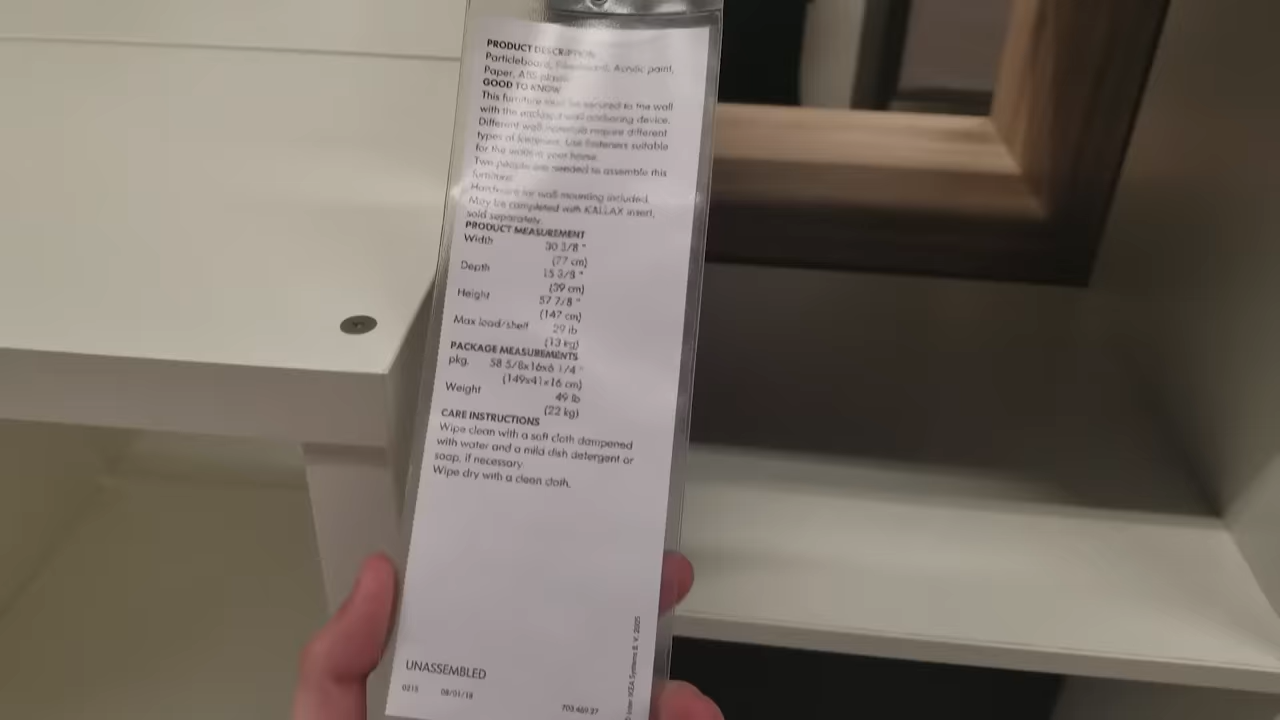 PRODUCT DESCRIPTION
Particleboard, Fiberboard, Acrylic paint,
Paper, ABS plastic
GOOD TO KNOW
This furniture must be secured to the wall
with the enclosed wall anchoring device.
Different wall materials require different
types of fasteners. Use fasteners suitable
for the walls in your home.
Two people are needed to assemble this
furniture.
Hardware for wall mounting included.
May be completed with KALLAX insert,
sold separately.
PRODUCT MEASUREMENT
Width 30 3/8 "
(77 cm)
Depth 15 3/8 "
(39 cm)
Height 57 7/8 "
(147 cm)
Max load/shelf 29 lb
(13 kg)
PACKAGE MEASUREMENTS
pkg. 58 5/8x16x6 1/4 "
(149x41x16 cm)
Weight 49 lb
(22 kg)
CARE INSTRUCTIONS
Wipe clean with a soft cloth dampened
with water and a mild dish detergent or
soap, if necessary.
Wipe dry with a clean cloth.
UNASSEMBLED
0215 08/01/18
703.469.27
© Inter IKEA Systems B.V. 2005